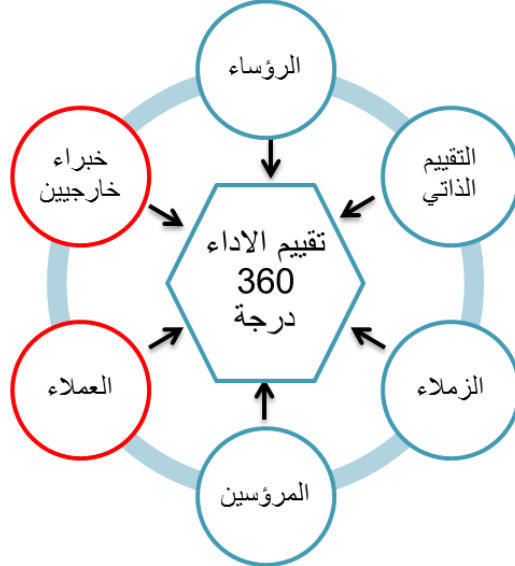 الرؤساء
التقييم
الذاتي
الزملاء
المرؤسين
العملاء
خبراء
خارجيين
تقييم الاداء
360
درجة